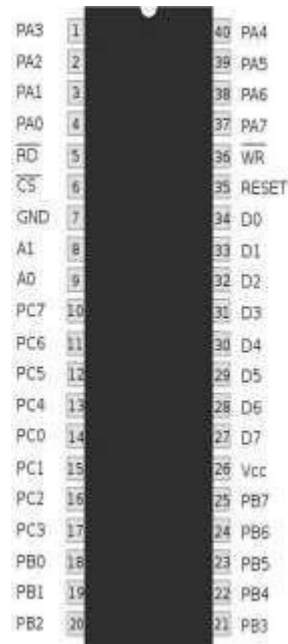 PA3 1 40 PA4
PA2 2 39 PA5
PA1 3 38 PA6
PA0 4 37 PA7
RD 5 36 WR
CS 6 35 RESET
GND 7 34 D0
A1 8 33 D1
A0 9 32 D2
PC7 10 31 D3
PC6 11 30 D4
PC5 12 29 D5
PC4 13 28 D6
PC0 14 27 D7
PC1 15 26 Vcc
PC2 16 25 PB7
PC3 17 24 PB6
PB0 18 23 PB5
PB1 19 22 PB4
PB2 20 21 PB3